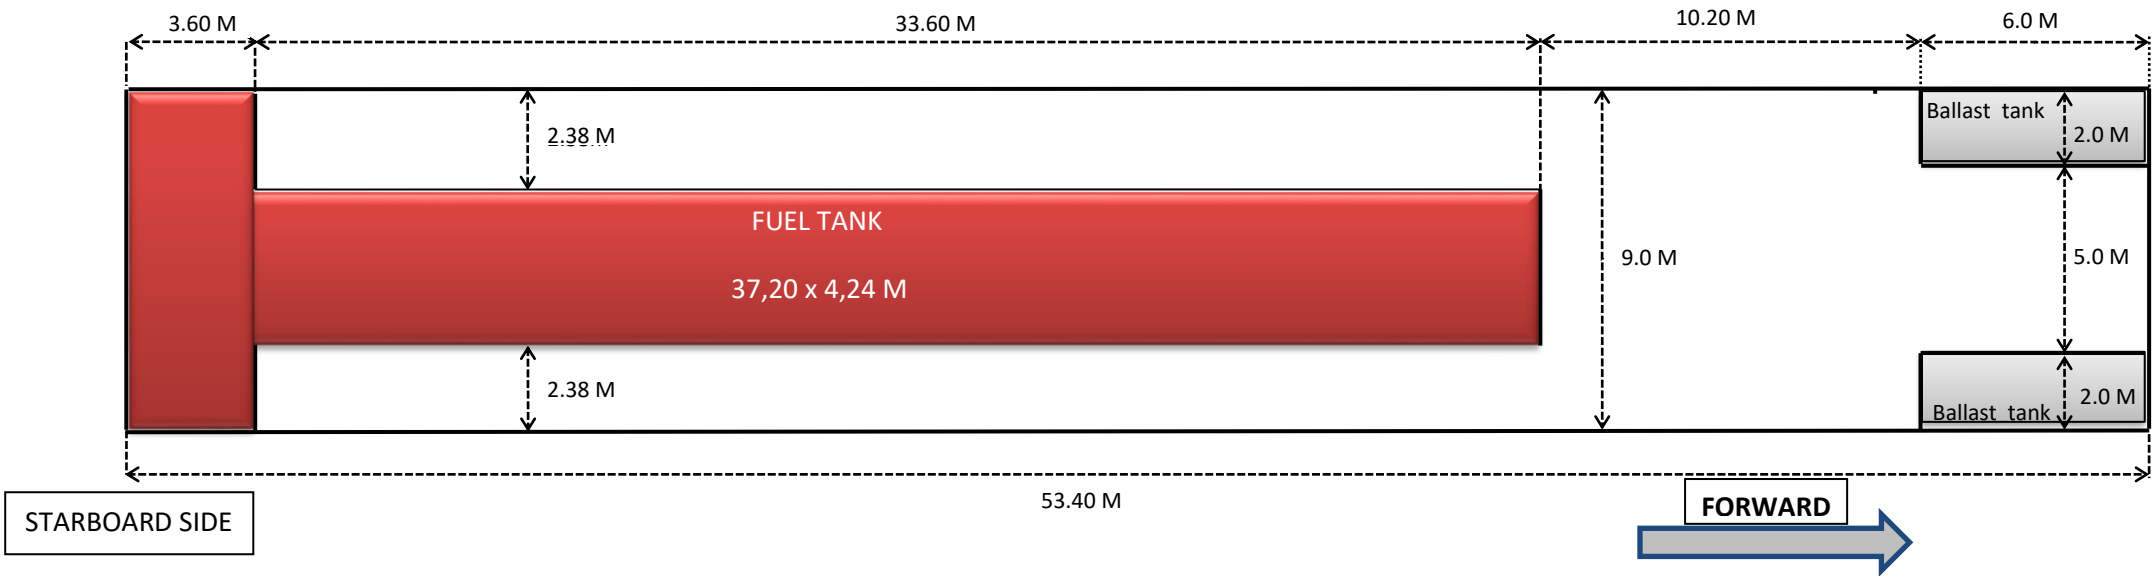 3.60 M
33.60 M
10.20 M
6.0 M
2.38 M
Ballast tank
2.0 M
FUEL TANK
37,20 x 4,24 M
9.0 M
5.0 M
2.38 M
2.0 M
Ballast tank
53.40 M
STARBOARD SIDE
FORWARD